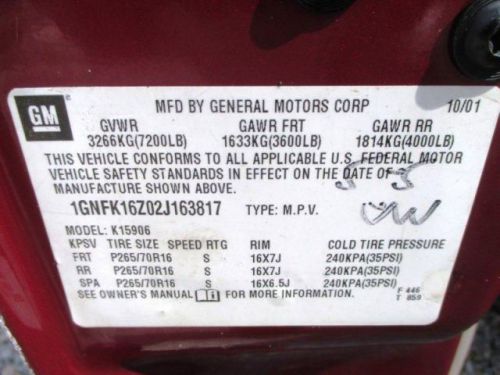 GM
MFD BY GENERAL MOTORS CORP 10/01
GVWR GAWR FRT GAWR RR
3266KG(7200LB) 1633KG(3600LB) 1814KG(4000LB)
THIS VEHICLE CONFORMS TO ALL APPLICABLE U.S. FEDERAL MOTOR
VEHICLE SAFETY STANDARDS IN EFFECT ON THE DATE OF
MANUFACTURE SHOWN ABOVE.
1GNFK16Z02J163817 TYPE: M.P.V.
MODEL: K15906
KPSV TIRE SIZE SPEED RTG RIM COLD TIRE PRESSURE
FRT P265/70R16 S 16X7J 240KPA(35PSI)
RR P265/70R16 S 16X7J 240KPA(35PSI)
SPA P265/70R16 S 16X6.5J 240KPA(35PSI)
SEE OWNER'S MANUAL FOR MORE INFORMATION. F 446
T 859